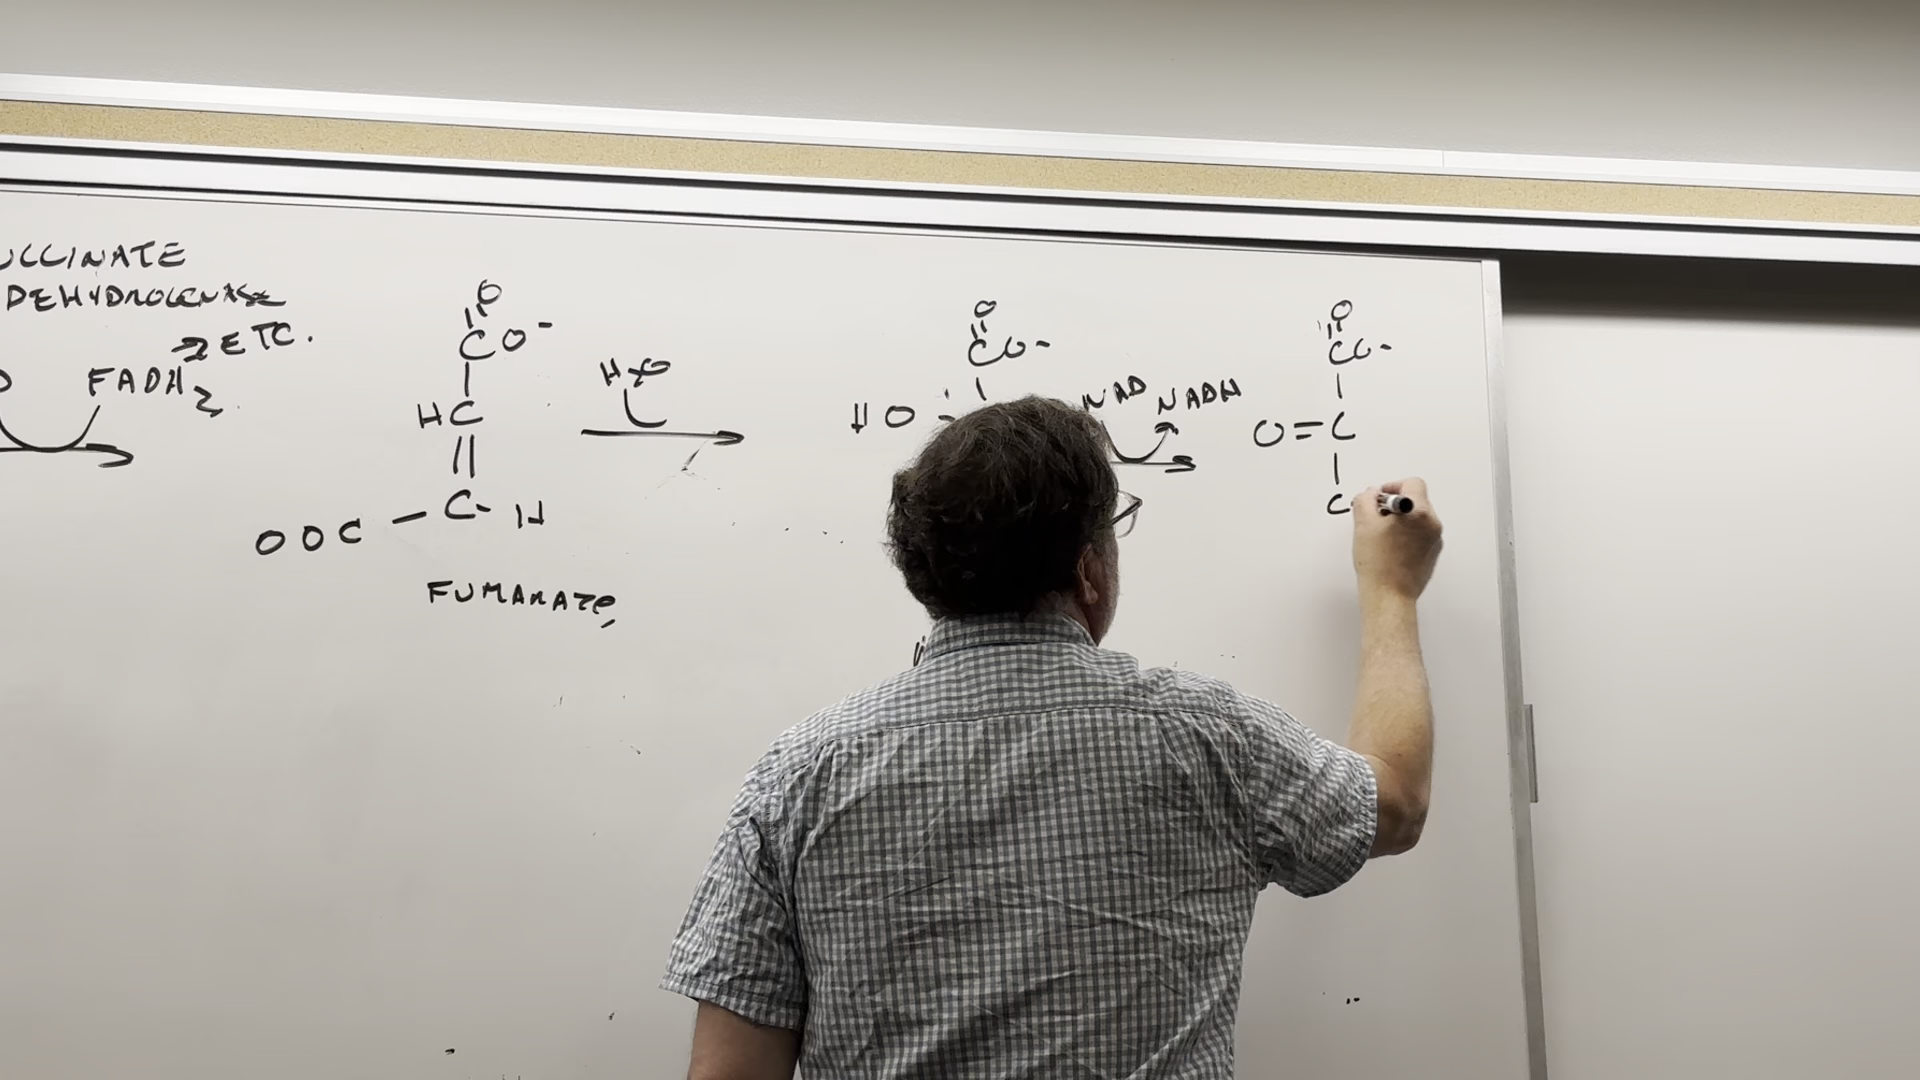 UCCINATE
DEHYDROGENASE
→ ETC.
FADH2
O
CO-
HC
C-H
OOC
FUMARATE
H2O
O
CO-
HO
NAD NADH
O
CO-
O=C
C